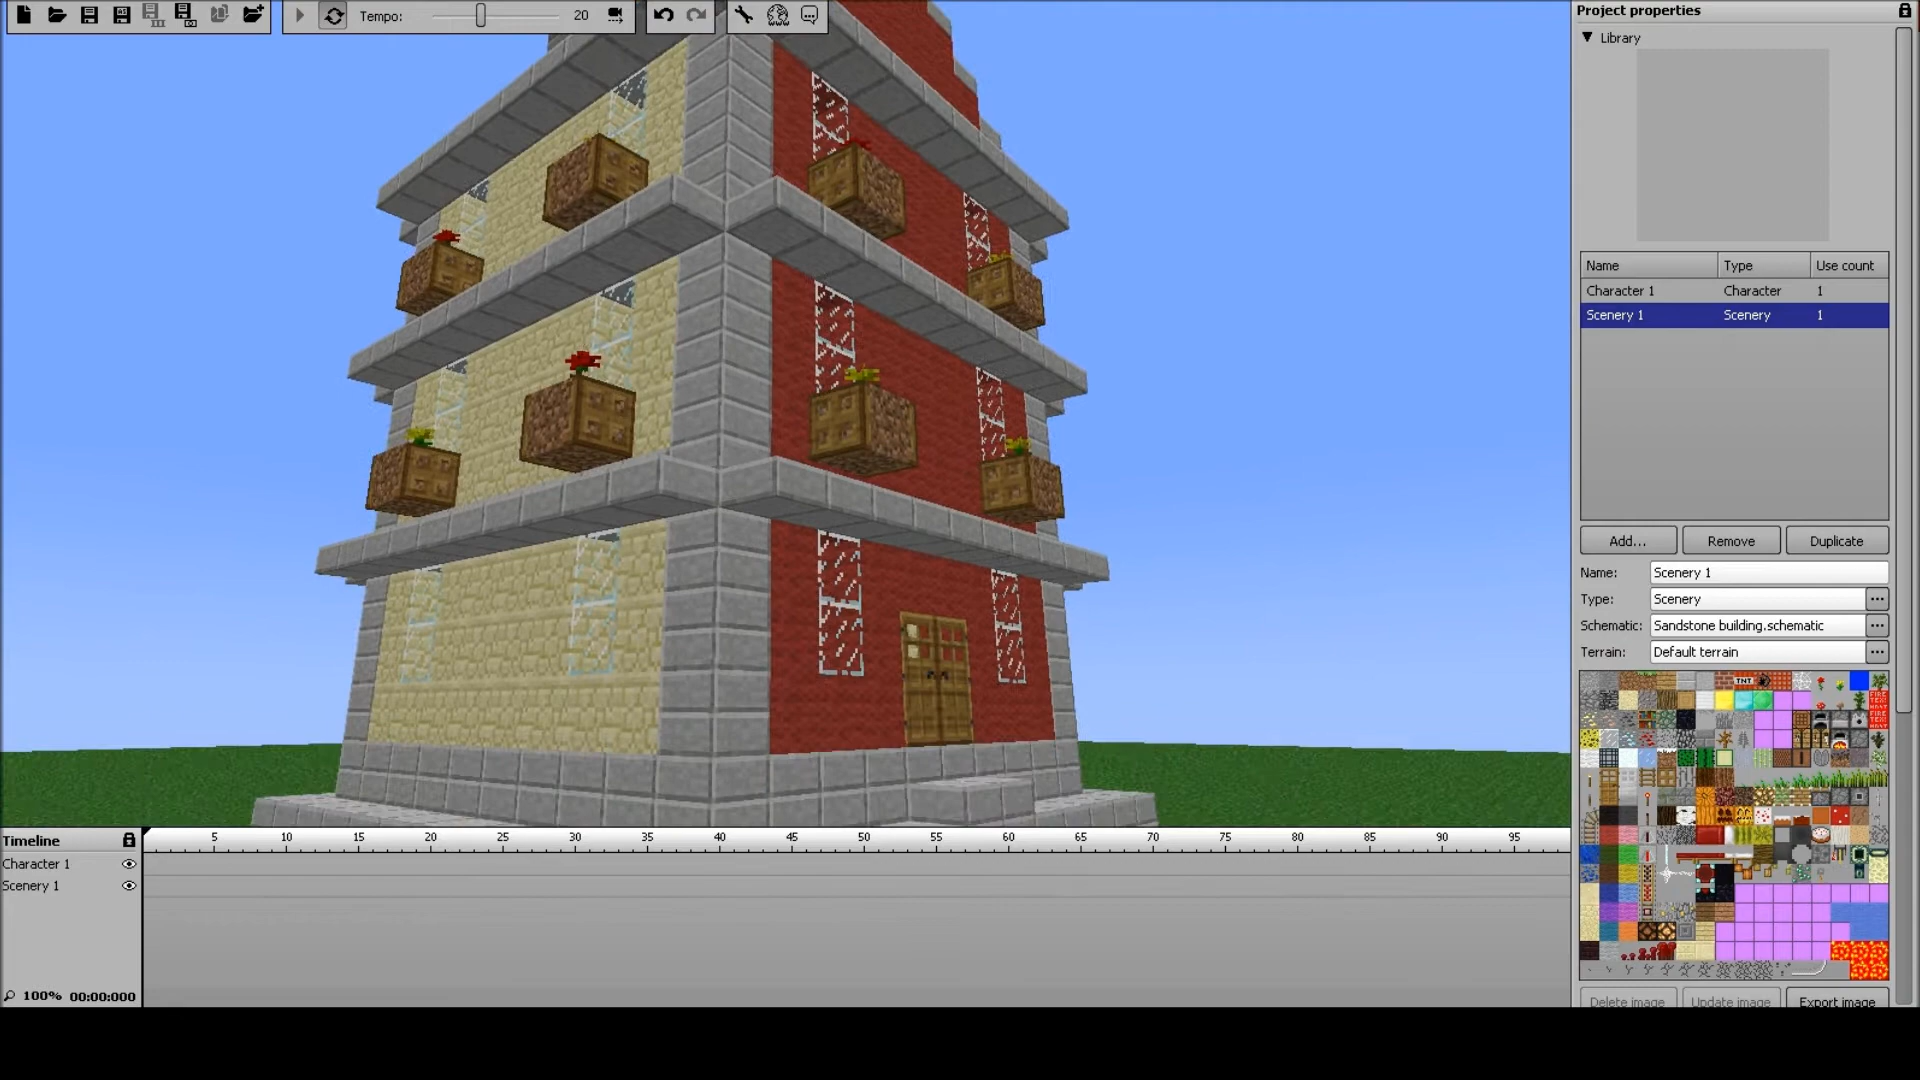 Tempo: 20
Project properties
Library
Name Type Use count
Character 1 Character 1
Scenery 1 Scenery 1
Add... Remove Duplicate
Name: Scenery 1
Type: Scenery ...
Schematic: Sandstone building.schematic ...
Terrain: Default terrain ...
TNT
Delete image Update image Export image
Timeline 5 10 15 20 25 30 35 40 45 50 55 60 65 70 75 80 85 90 95
Character 1
Scenery 1
100% 00:00:000